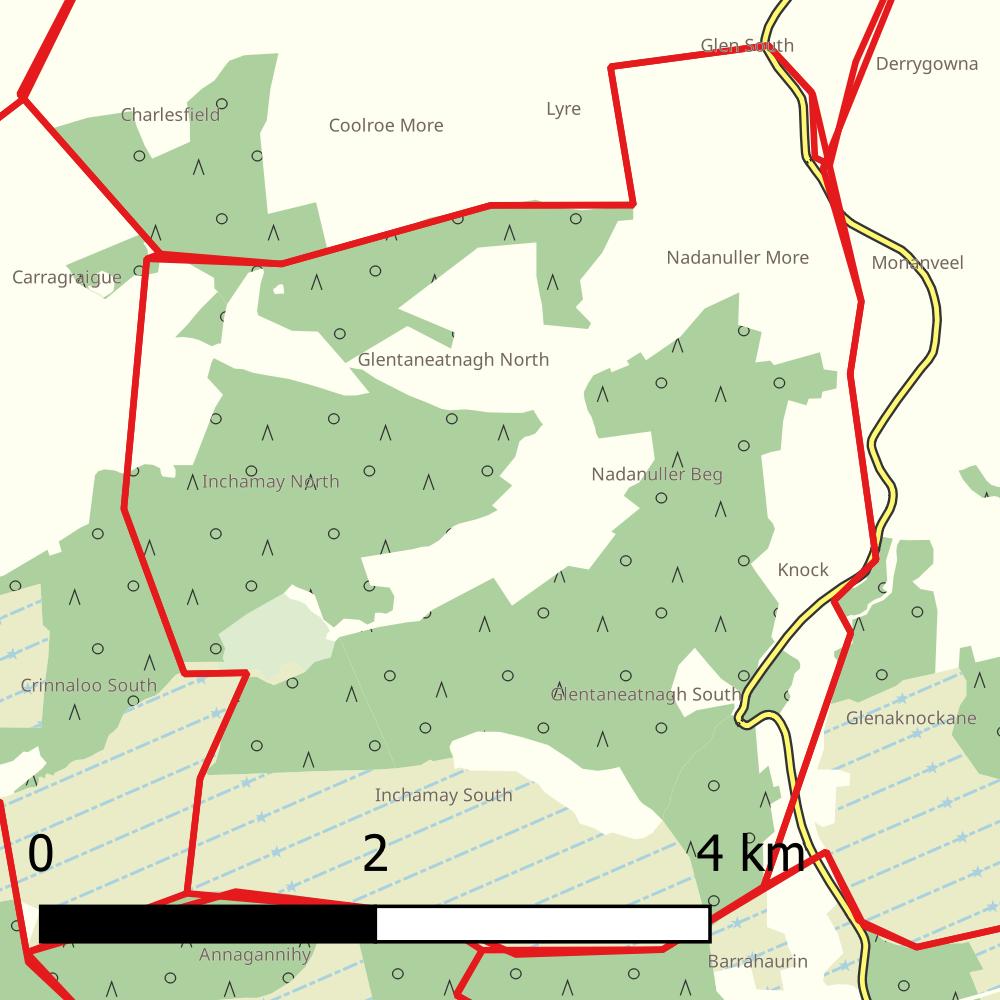 Glen South
Derrygowna
Charlesfield
Lyre
Coolroe More
Nadanuller More
Monanveel
Carragraigue
Glentaneatnagh North
Nadanuller Beg
Inchamay North
Knock
Crinnaloo South
Glentaneatnagh South
Glenaknockane
Inchamay South
0 2 4 km
Annagannihy
Barrahaurin